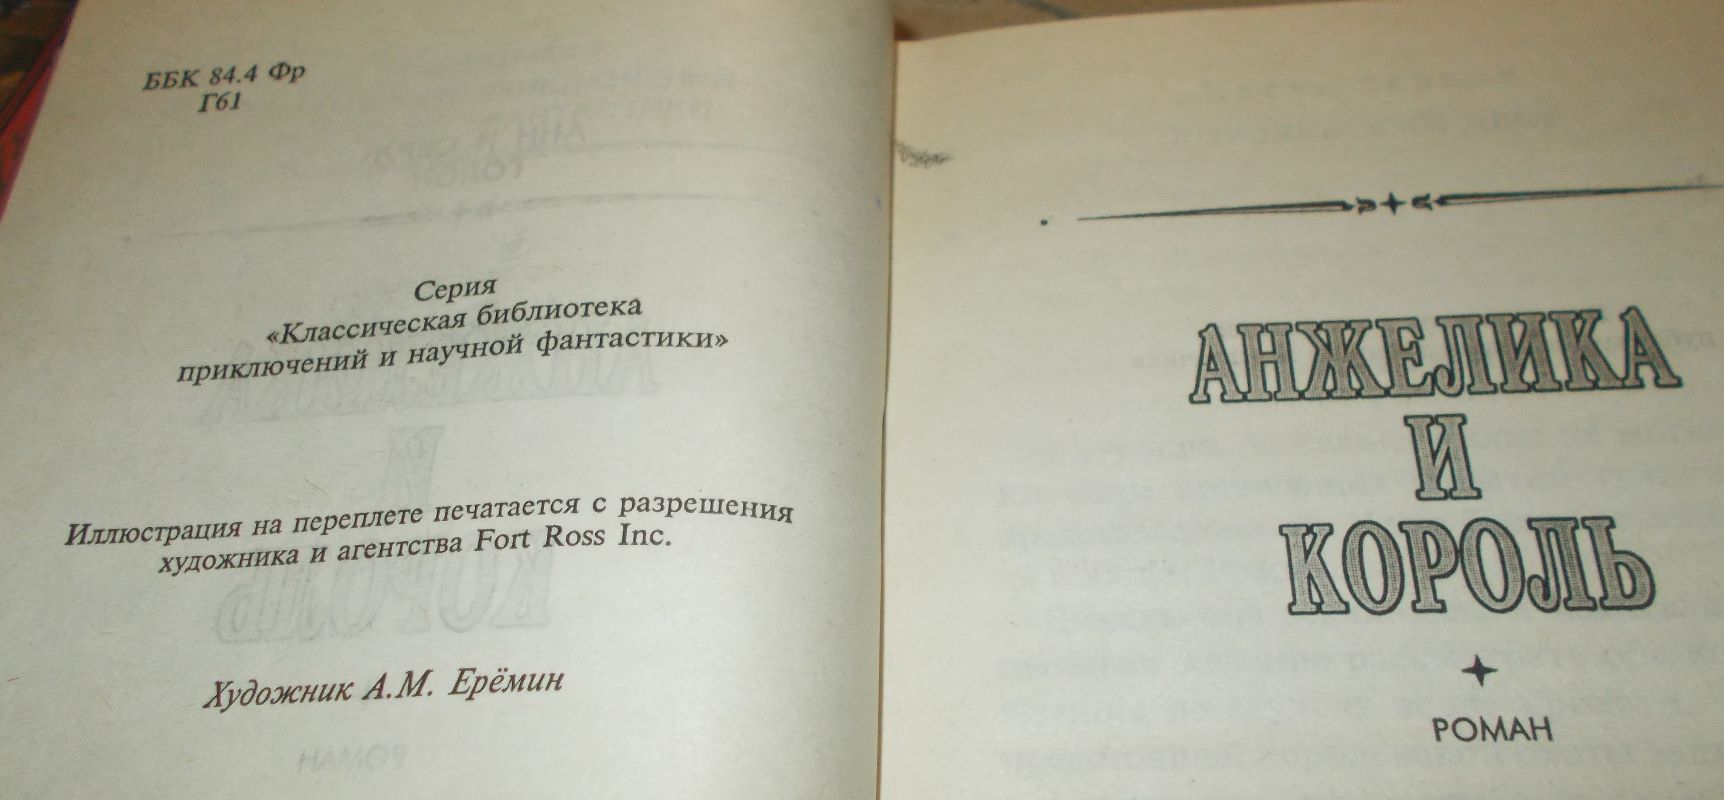 ББК 84.4 Фр
Г61
Серия
«Классическая библиотека
приключений и научной фантастики»
Иллюстрация на переплете печатается с разрешения
художника и агентства Fort Ross Inc.
Художник А.М. Ерёмин
АНЖЕЛИКА
И
КОРОЛЬ
РОМАН